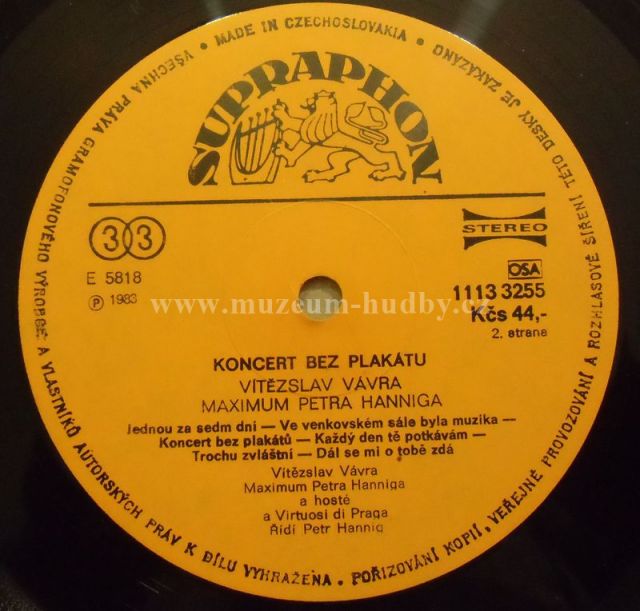 VŠECHNA PRÁVA GRAMOFONOVÉHO VÝROBCE A VLASTNÍKŮ AUTORSKÝCH PRÁV K DÍLU VYHRAŽENA • POŘIZOVÁNÍ KOPIÍ, VEŘEJNÉ PROVOZOVÁNÍ A ROZHLASOVÉ ŠÍŘENÍ TÉTO DESKY JE ZAKÁZÁNO • MADE IN CZECHOSLOVAKIA •
SUPRAPHON
33
STEREO
E 5818
OSA
℗ 1983
1113 3255
www.muzeum-hudby.cz
Kčs 44,-
2. strana
KONCERT BEZ PLAKÁTU
VÍTĚZSLAV VÁVRA
MAXIMUM PETRA HANNIGA
Jednou za sedm dní — Ve venkovském sále byla muzika —
Koncert bez plakátů — Každý den tě potkávám —
Trochu zvláštní — Dál se mi o tobě zdá
Vítězslav Vávra
Maximum Petra Hanniga
a hosté
a Virtuosi di Praga
Řídí Petr Hannig